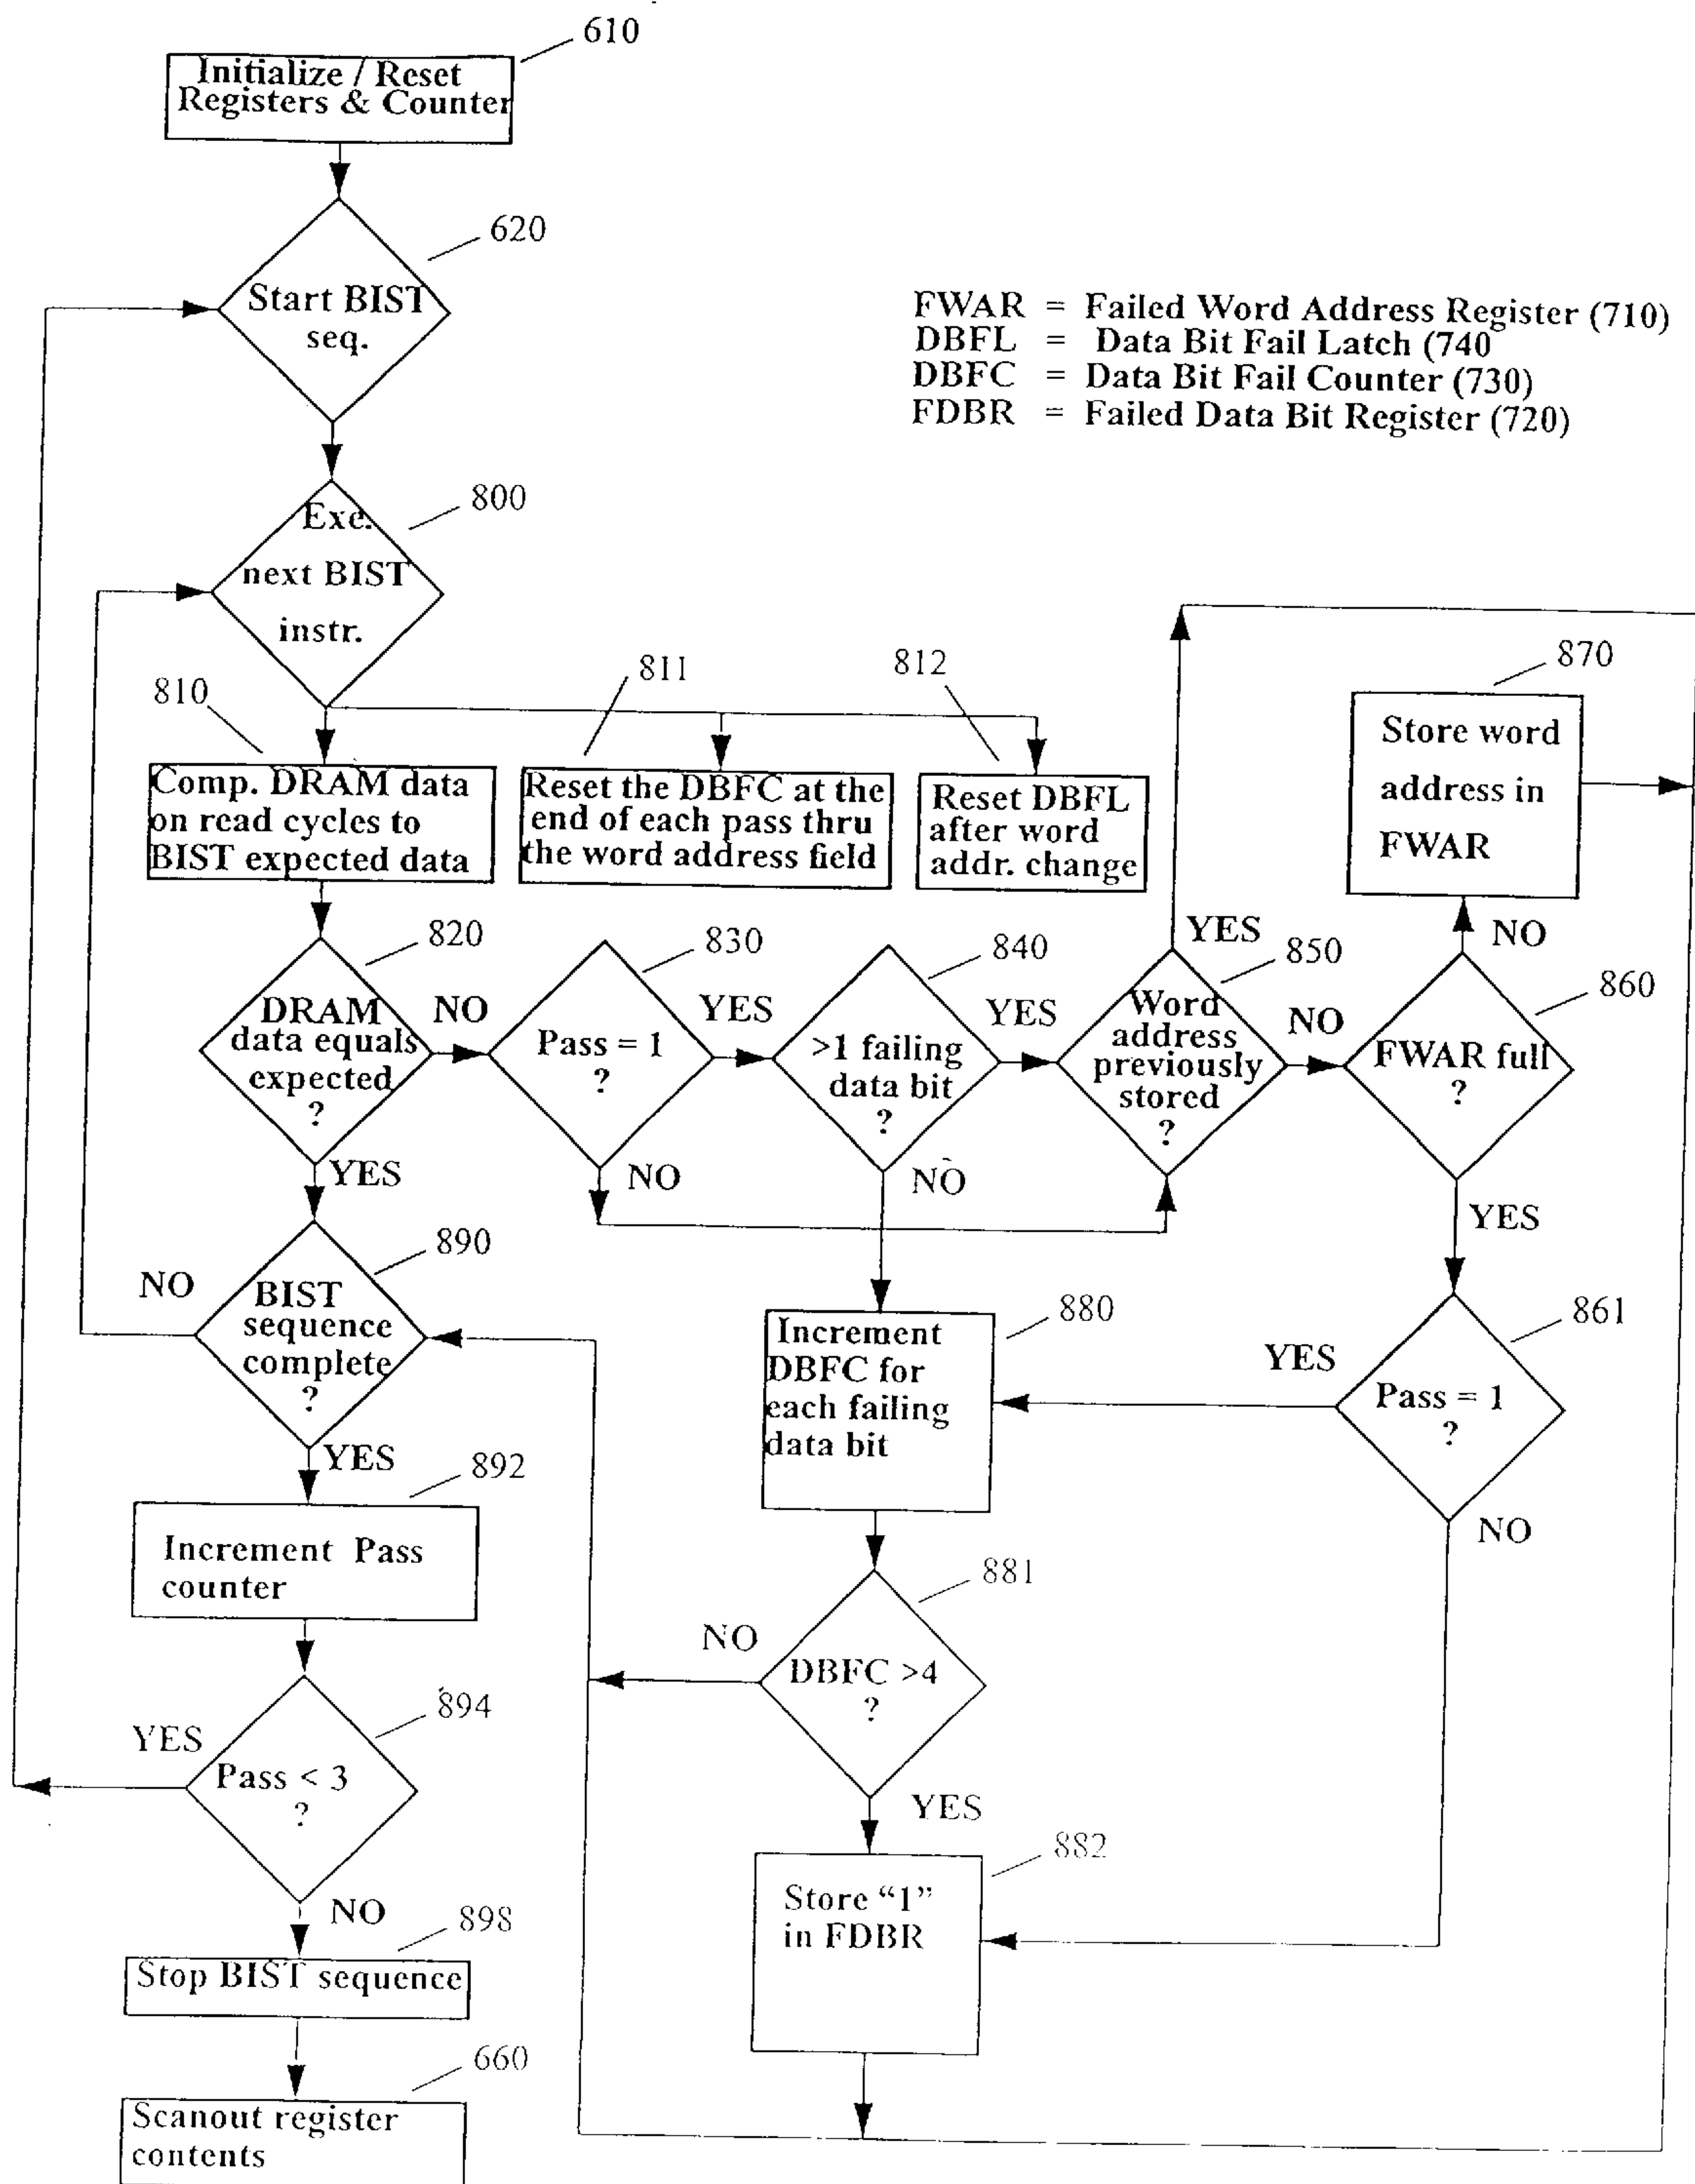 610
Initialize / Reset
Registers & Counter
620
Start BIST
seq.
FWAR = Failed Word Address Register (710)
DBFL = Data Bit Fail Latch (740
DBFC = Data Bit Fail Counter (730)
FDBR = Failed Data Bit Register (720)
800
Exe.
next BIST
instr.
810
Comp. DRAM data
on read cycles to
BIST expected data
811
Reset the DBFC at the
end of each pass thru
the word address field
812
Reset DBFL
after word
addr. change
870
Store word
address in
FWAR
820
DRAM
data equals
expected
?
NO
YES
830
Pass = 1
?
YES
NO
840
>1 failing
data bit
?
YES
NO
850
Word
address
previously
stored
?
YES
NO
860
FWAR full
?
NO
YES
861
Pass = 1
?
YES
NO
880
Increment
DBFC for
each failing
data bit
881
DBFC >4
?
NO
YES
882
Store “1”
in FDBR
890
BIST
sequence
complete
?
NO
YES
892
Increment Pass
counter
894
Pass < 3
?
YES
NO
898
Stop BIST sequence
660
Scanout register
contents